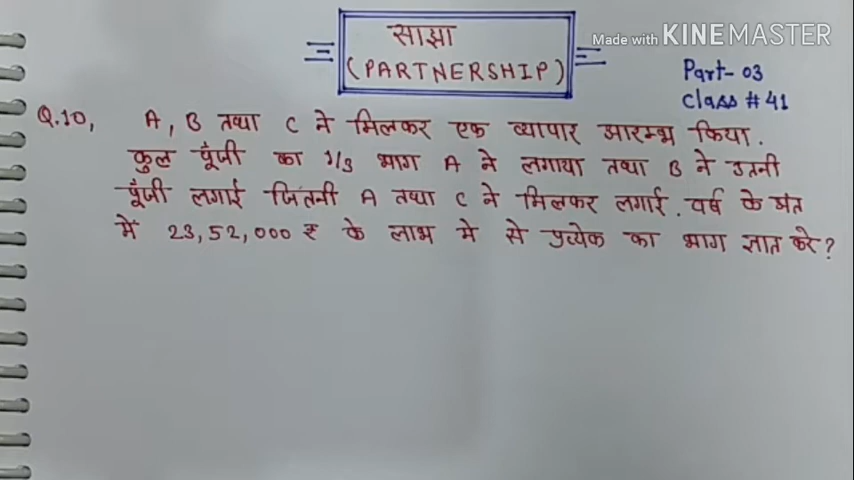 साझा
(PARTNERSHIP)
Made with KINEMASTER
Part-03
Class # 41
Q.10, A, B तथा C ने मिलकर एक व्यापार आरम्भ किया.
कुल पूँजी का 1/3 भाग A ने लगाया तथा B ने उतनी
पूँजी लगाई जितनी A तथा C ने मिलकर लगाई. वर्ष के अंत
में 23,52,000 ₹ के लाभ मे से प्रत्येक का भाग ज्ञात करे?